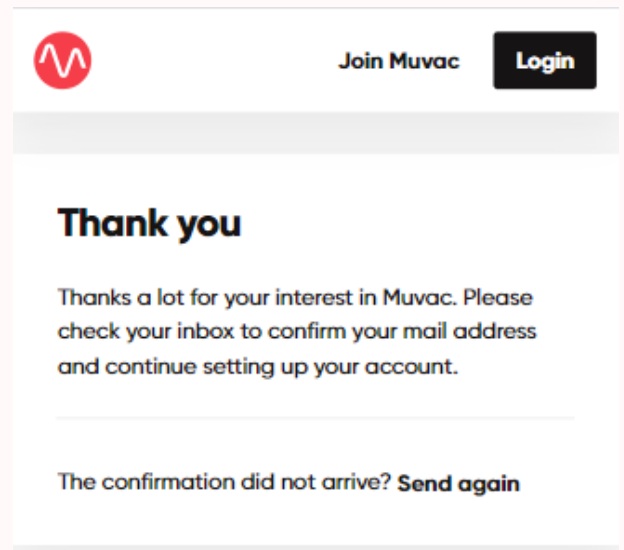 Join Muvac Login
Thank you
Thanks a lot for your interest in Muvac. Please
check your inbox to confirm your mail address
and continue setting up your account.
The confirmation did not arrive? Send again